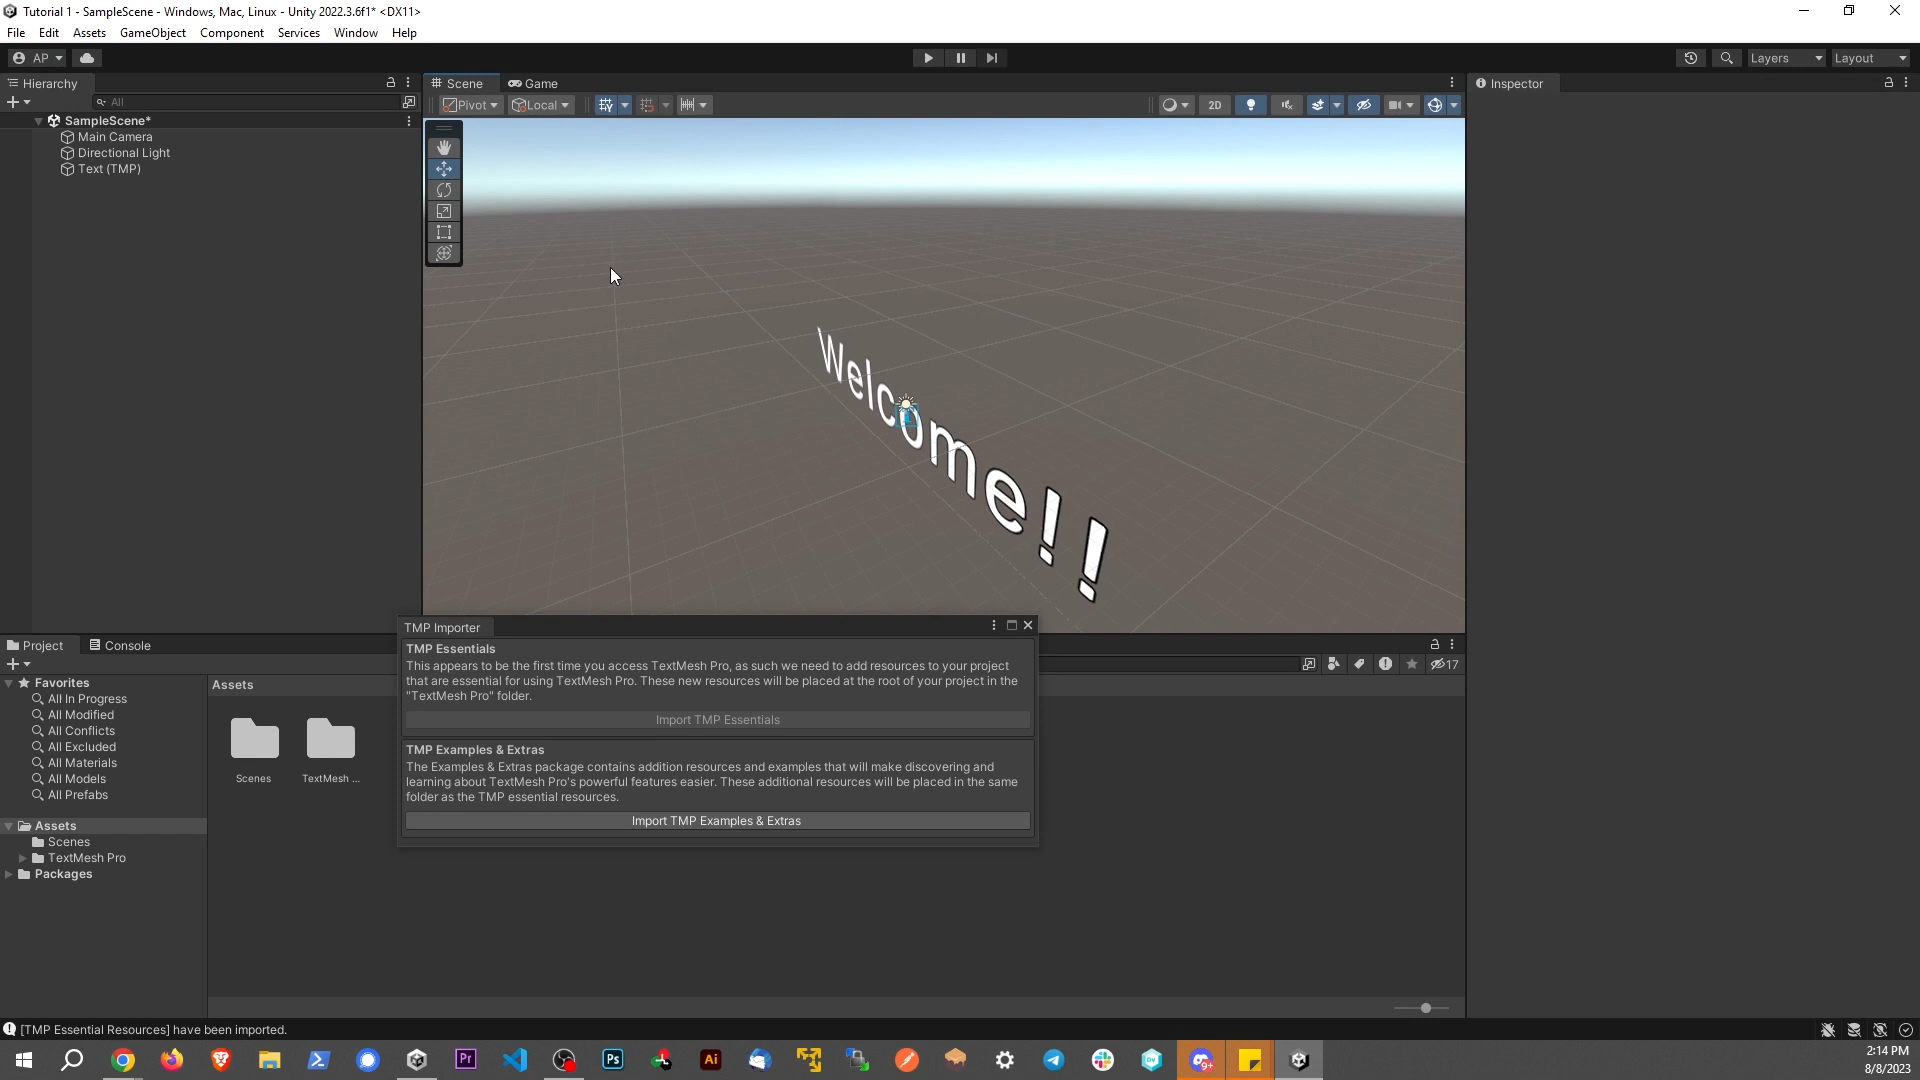 Tutorial 1 - SampleScene - Windows, Mac, Linux - Unity 2022.3.6f1* <DX11>
File Edit Assets GameObject Component Services Window Help
AP Layers Layout
Hierarchy
All
SampleScene*
Main Camera
Directional Light
Text (TMP)
Scene Game
Pivot Local 2D
Welcome!!
Inspector
Project Console
17
Favorites
All In Progress
All Modified
All Conflicts
All Excluded
All Materials
All Models
All Prefabs
Assets
Scenes
TextMesh Pro
Packages
Assets
Scenes TextMesh ...
TMP Importer
TMP Essentials
This appears to be the first time you access TextMesh Pro, as such we need to add resources to your project
that are essential for using TextMesh Pro. These new resources will be placed at the root of your project in the
"TextMesh Pro" folder.
Import TMP Essentials
TMP Examples & Extras
The Examples & Extras package contains addition resources and examples that will make discovering and
learning about TextMesh Pro's powerful features easier. These additional resources will be placed in the same
folder as the TMP essential resources.
Import TMP Examples & Extras
[TMP Essential Resources] have been imported.
Pr Ps Ai 9+
2:14 PM
8/8/2023